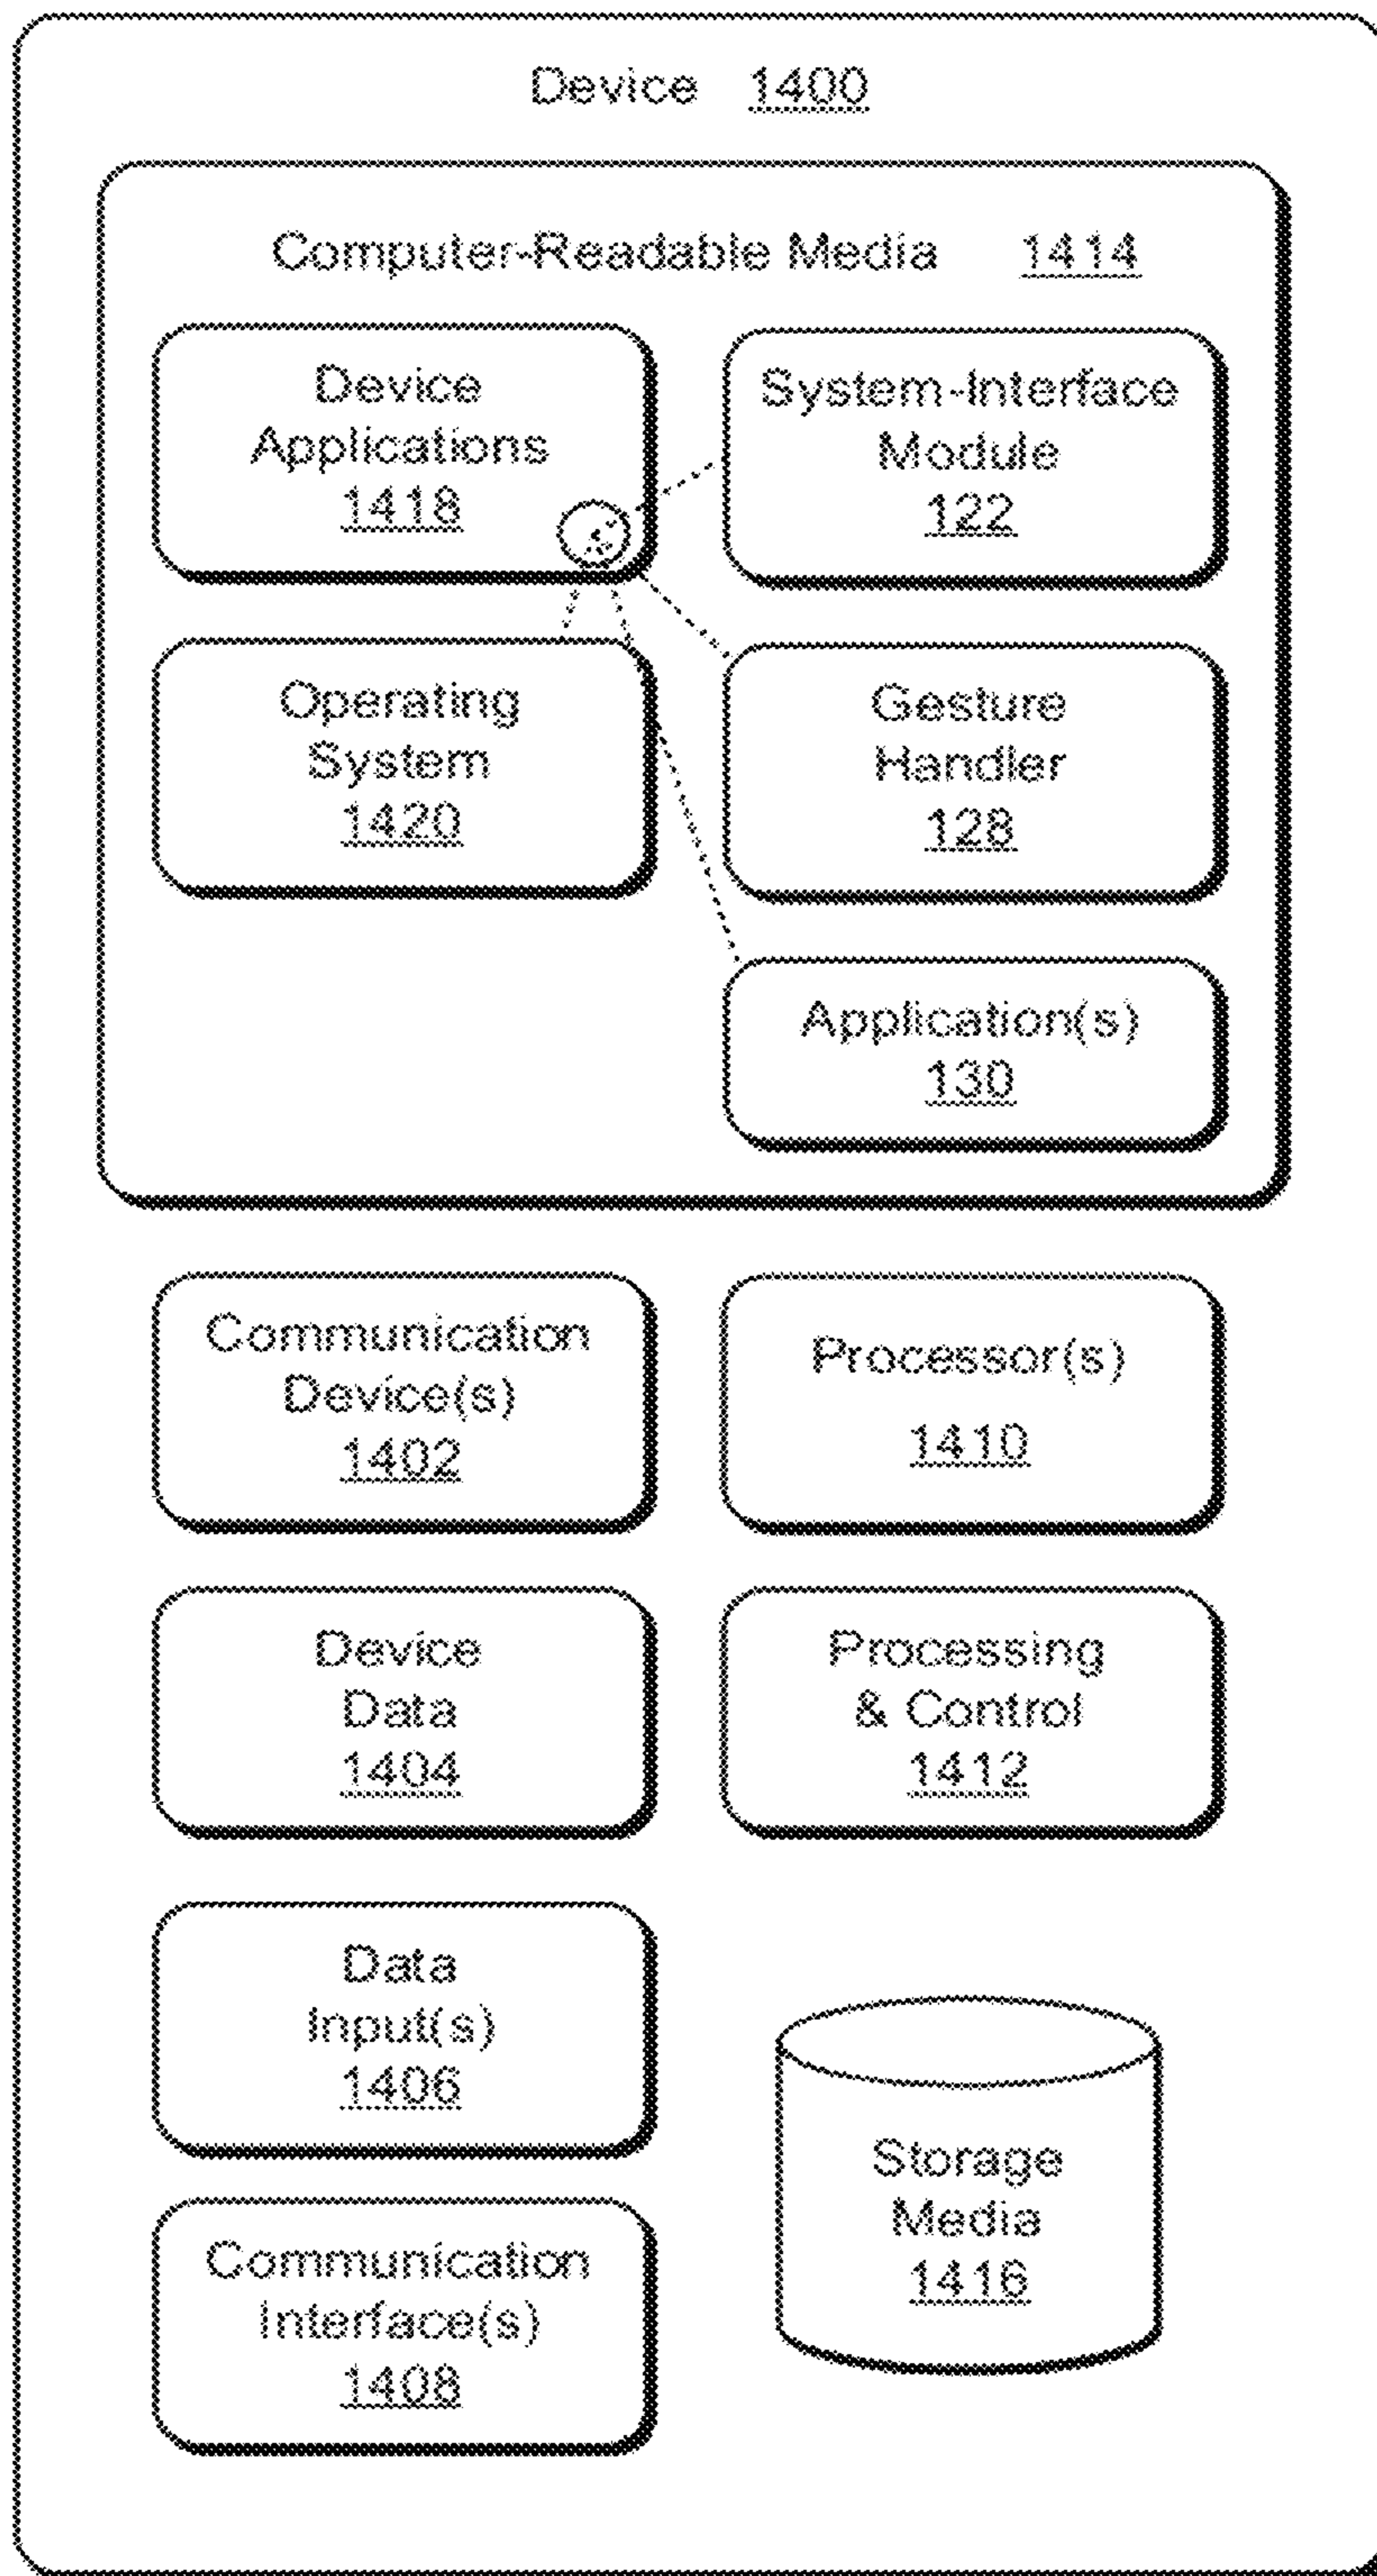 Device 1400
Computer-Readable Media 1414
Device
Applications
1418
System-Interface
Module
122
Operating
System
1420
Gesture
Handler
128
Application(s)
130
Communication
Device(s)
1402
Processor(s)
1410
Device
Data
1404
Processing
& Control
1412
Data
Input(s)
1406
Storage
Media
1416
Communication
Interface(s)
1408